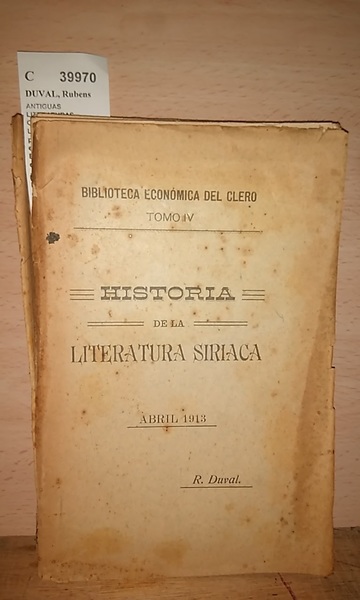 C 39970
DUVAL, Rubens
ANTIGUAS
BIBLIOTECA ECONÓMICA DEL CLERO
TOMO IV
HISTORIA
DE LA
LITERATURA SIRIACA
ABRIL 1913
R. Duval.